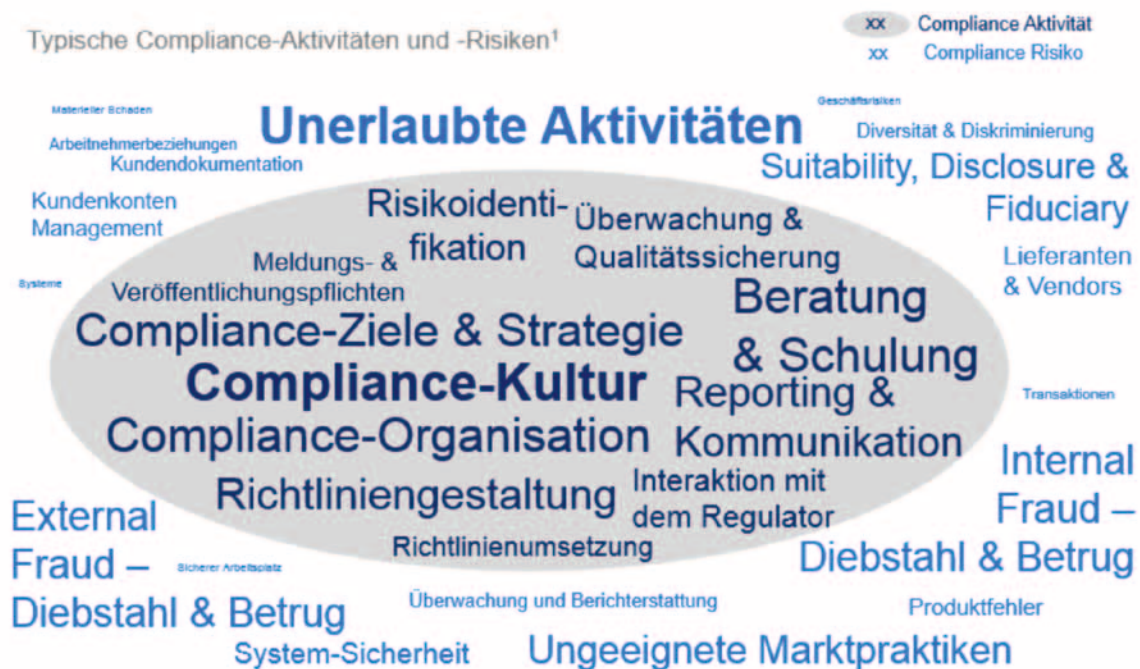 Typische Compliance-Aktivitäten und -Risiken¹
xx Compliance Aktivität
xx Compliance Risiko
Materieller Schaden
Geschäftsrisiken
Unerlaubte Aktivitäten
Diversität & Diskriminierung
Arbeitnehmerbeziehungen
Kundendokumentation
Suitability, Disclosure &
Fiduciary
Kundenkonten
Management
Risikoidenti-
fikation
Überwachung &
Qualitätssicherung
Lieferanten
& Vendors
Meldungs- &
Veröffentlichungspflichten
Systeme
Beratung
& Schulung
Compliance-Ziele & Strategie
Compliance-Kultur
Reporting &
Kommunikation
Transaktionen
Compliance-Organisation
Internal
Fraud –
Diebstahl & Betrug
Richtliniengestaltung
Interaktion mit
dem Regulator
External
Fraud –
Diebstahl & Betrug
Richtlinienumsetzung
Sicherer Arbeitsplatz
Überwachung und Berichterstattung
Produktfehler
System-Sicherheit
Ungeeignete Marktpraktiken